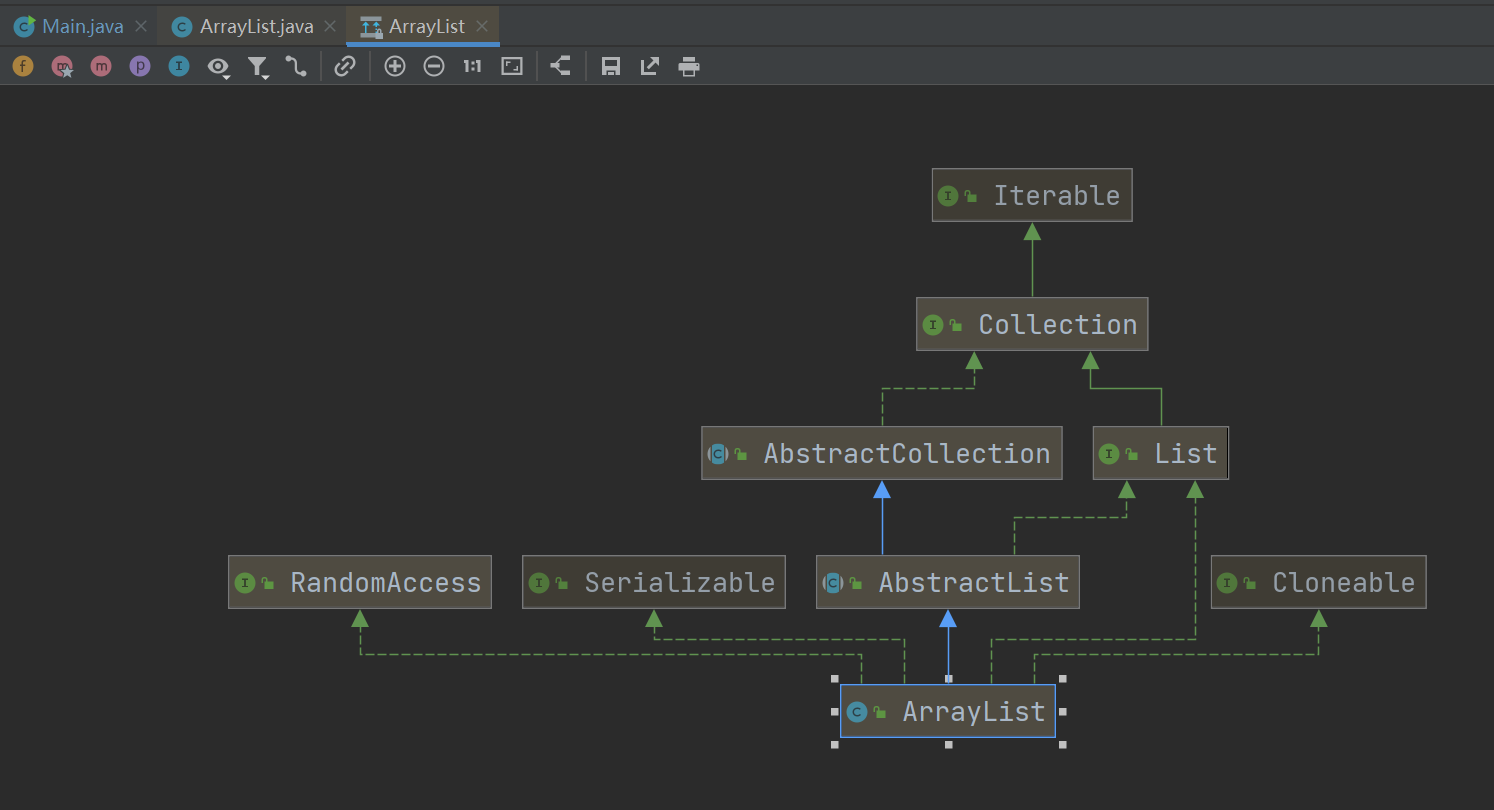 Main.java ArrayList.java ArrayList
f m p I 1:1
I Iterable
I Collection
C AbstractCollection I List
I RandomAccess I Serializable C AbstractList I Cloneable
C ArrayList